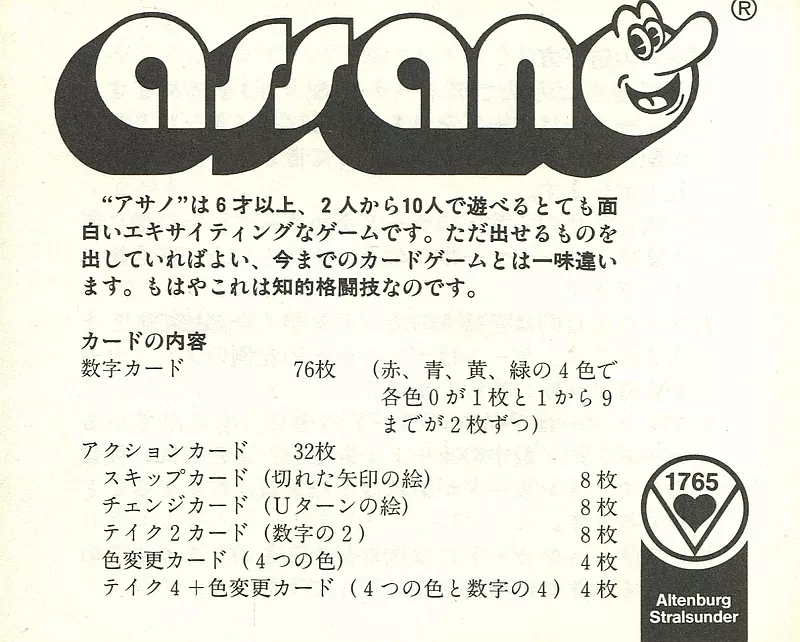 assano ®
“アサノ”は6才以上、2人から10人で遊べるとても面
白いエキサイティングなゲームです。ただ出せるものを
出していればよい、今までのカードゲームとは一味違い
ます。もはやこれは知的格闘技なのです。
カードの内容
数字カード 76枚 (赤、青、黄、緑の4色で
各色0が1枚と1から9
までが2枚ずつ)
アクションカード 32枚
スキップカード (切れた矢印の絵) 8枚
チェンジカード (Uターンの絵) 8枚
テイク2カード (数字の2) 8枚
色変更カード (4つの色) 4枚
テイク4+色変更カード (4つの色と数字の4) 4枚
1765
Altenburg
Stralsunder